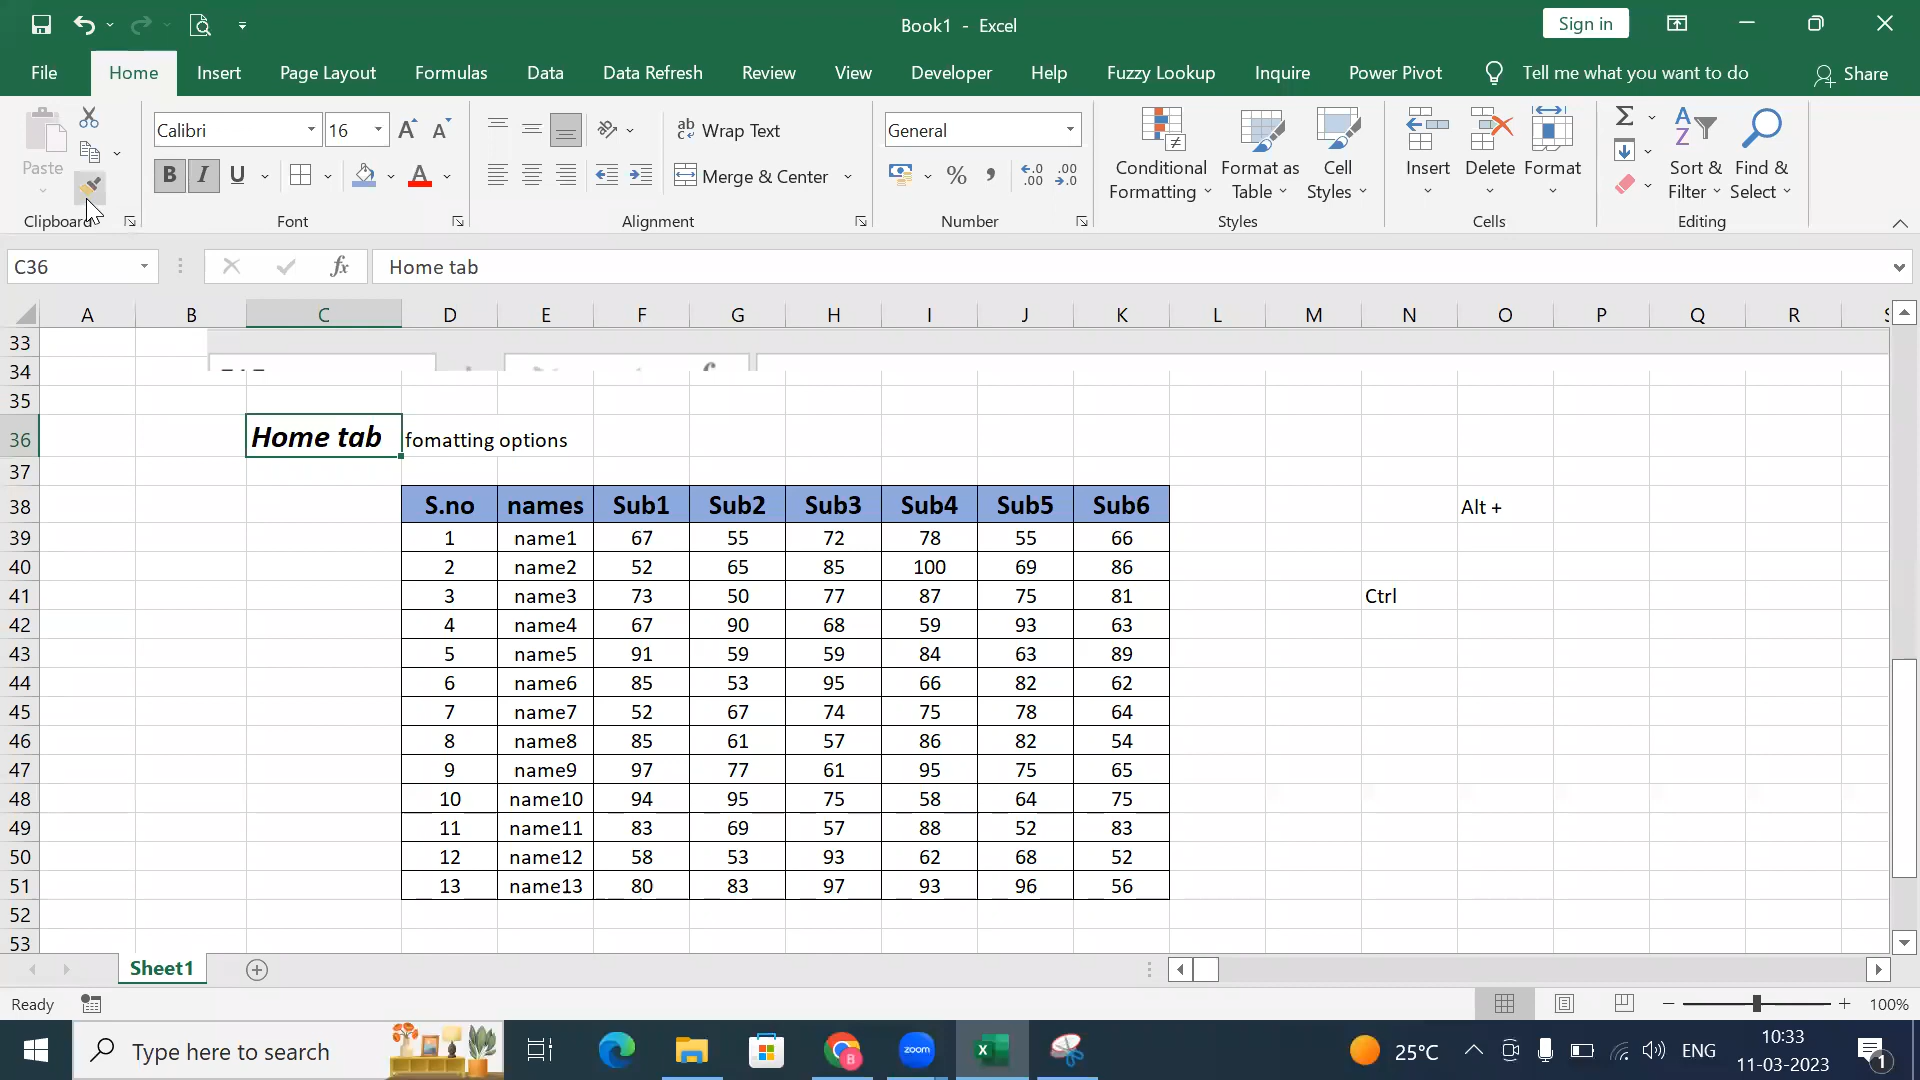 Book1 - Excel
Sign in
File Home Insert Page Layout Formulas Data Data Refresh Review View Developer Help Fuzzy Lookup Inquire Power Pivot Tell me what you want to do Share
Paste
Clipboard
Calibri 16
B I U
Font
Wrap Text
Merge & Center
Alignment
General
Number
Conditional Formatting
Format as Table
Cell Styles
Styles
Insert Delete Format
Cells
Sort & Filter
Find & Select
Editing
C36 fx Home tab
A B C D E F G H I J K L M N O P Q R
33
34
35
36 Home tab fomatting options
37
38 S.no names Sub1 Sub2 Sub3 Sub4 Sub5 Sub6 Alt +
39 1 name1 67 55 72 78 55 66
40 2 name2 52 65 85 100 69 86
41 3 name3 73 50 77 87 75 81 Ctrl
42 4 name4 67 90 68 59 93 63
43 5 name5 91 59 59 84 63 89
44 6 name6 85 53 95 66 82 62
45 7 name7 52 67 74 75 78 64
46 8 name8 85 61 57 86 82 54
47 9 name9 97 77 61 95 75 65
48 10 name10 94 95 75 58 64 75
49 11 name11 83 69 57 88 52 83
50 12 name12 58 53 93 62 68 52
51 13 name13 80 83 97 93 96 56
52
53
Sheet1
Ready 100%
Type here to search
zoom
25°C ENG
10:33
11-03-2023
1